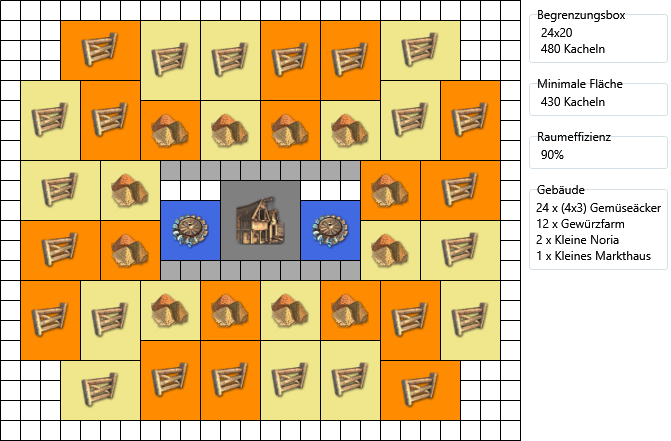 Begrenzungsbox
24x20
480 Kacheln
Minimale Fläche
430 Kacheln
Raumeffizienz
90%
Gebäude
24 x (4x3) Gemüseäcker
12 x Gewürzfarm
2 x Kleine Noria
1 x Kleines Markthaus